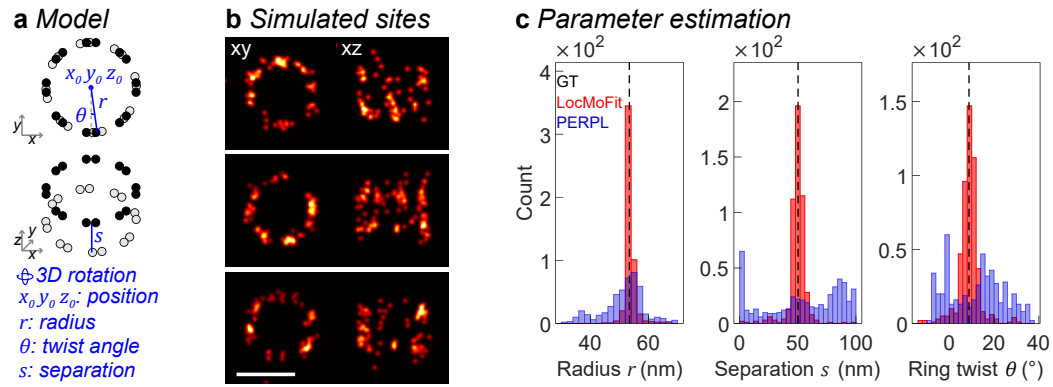 a Model
x₀ y₀ z₀
r
θ
y
x
z
y
x
s
3D rotation
x₀ y₀ z₀: position
r: radius
θ: twist angle
s: separation
b Simulated sites
xy
xz
c Parameter estimation
×10²
GT
LocMoFit
PERPL
Count
4
3
2
1
0
40
60
Radius r (nm)
×10²
2
1.5
1
0.5
0
0
50
100
Separation s (nm)
×10²
1.5
1
0.5
0
0
20
40
Ring twist θ (°)